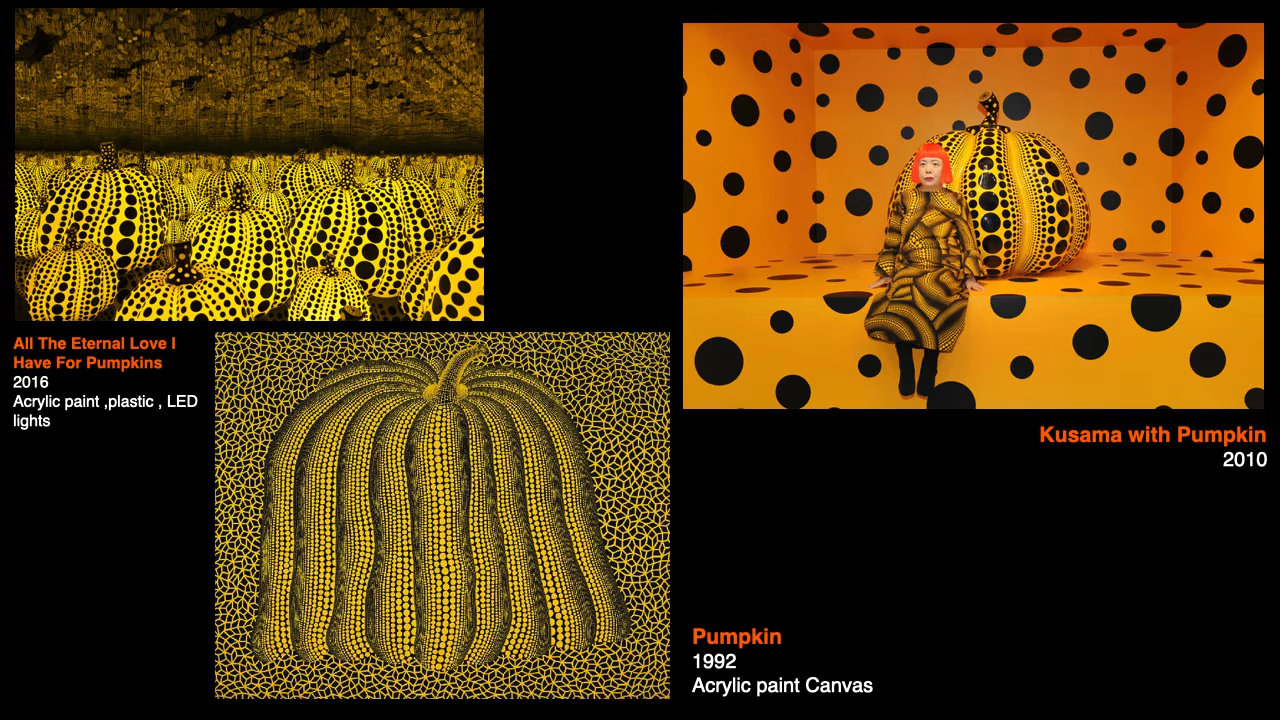 All The Eternal Love I
Have For Pumpkins
2016
Acrylic paint ,plastic , LED
lights
Kusama with Pumpkin
2010
Pumpkin
1992
Acrylic paint Canvas